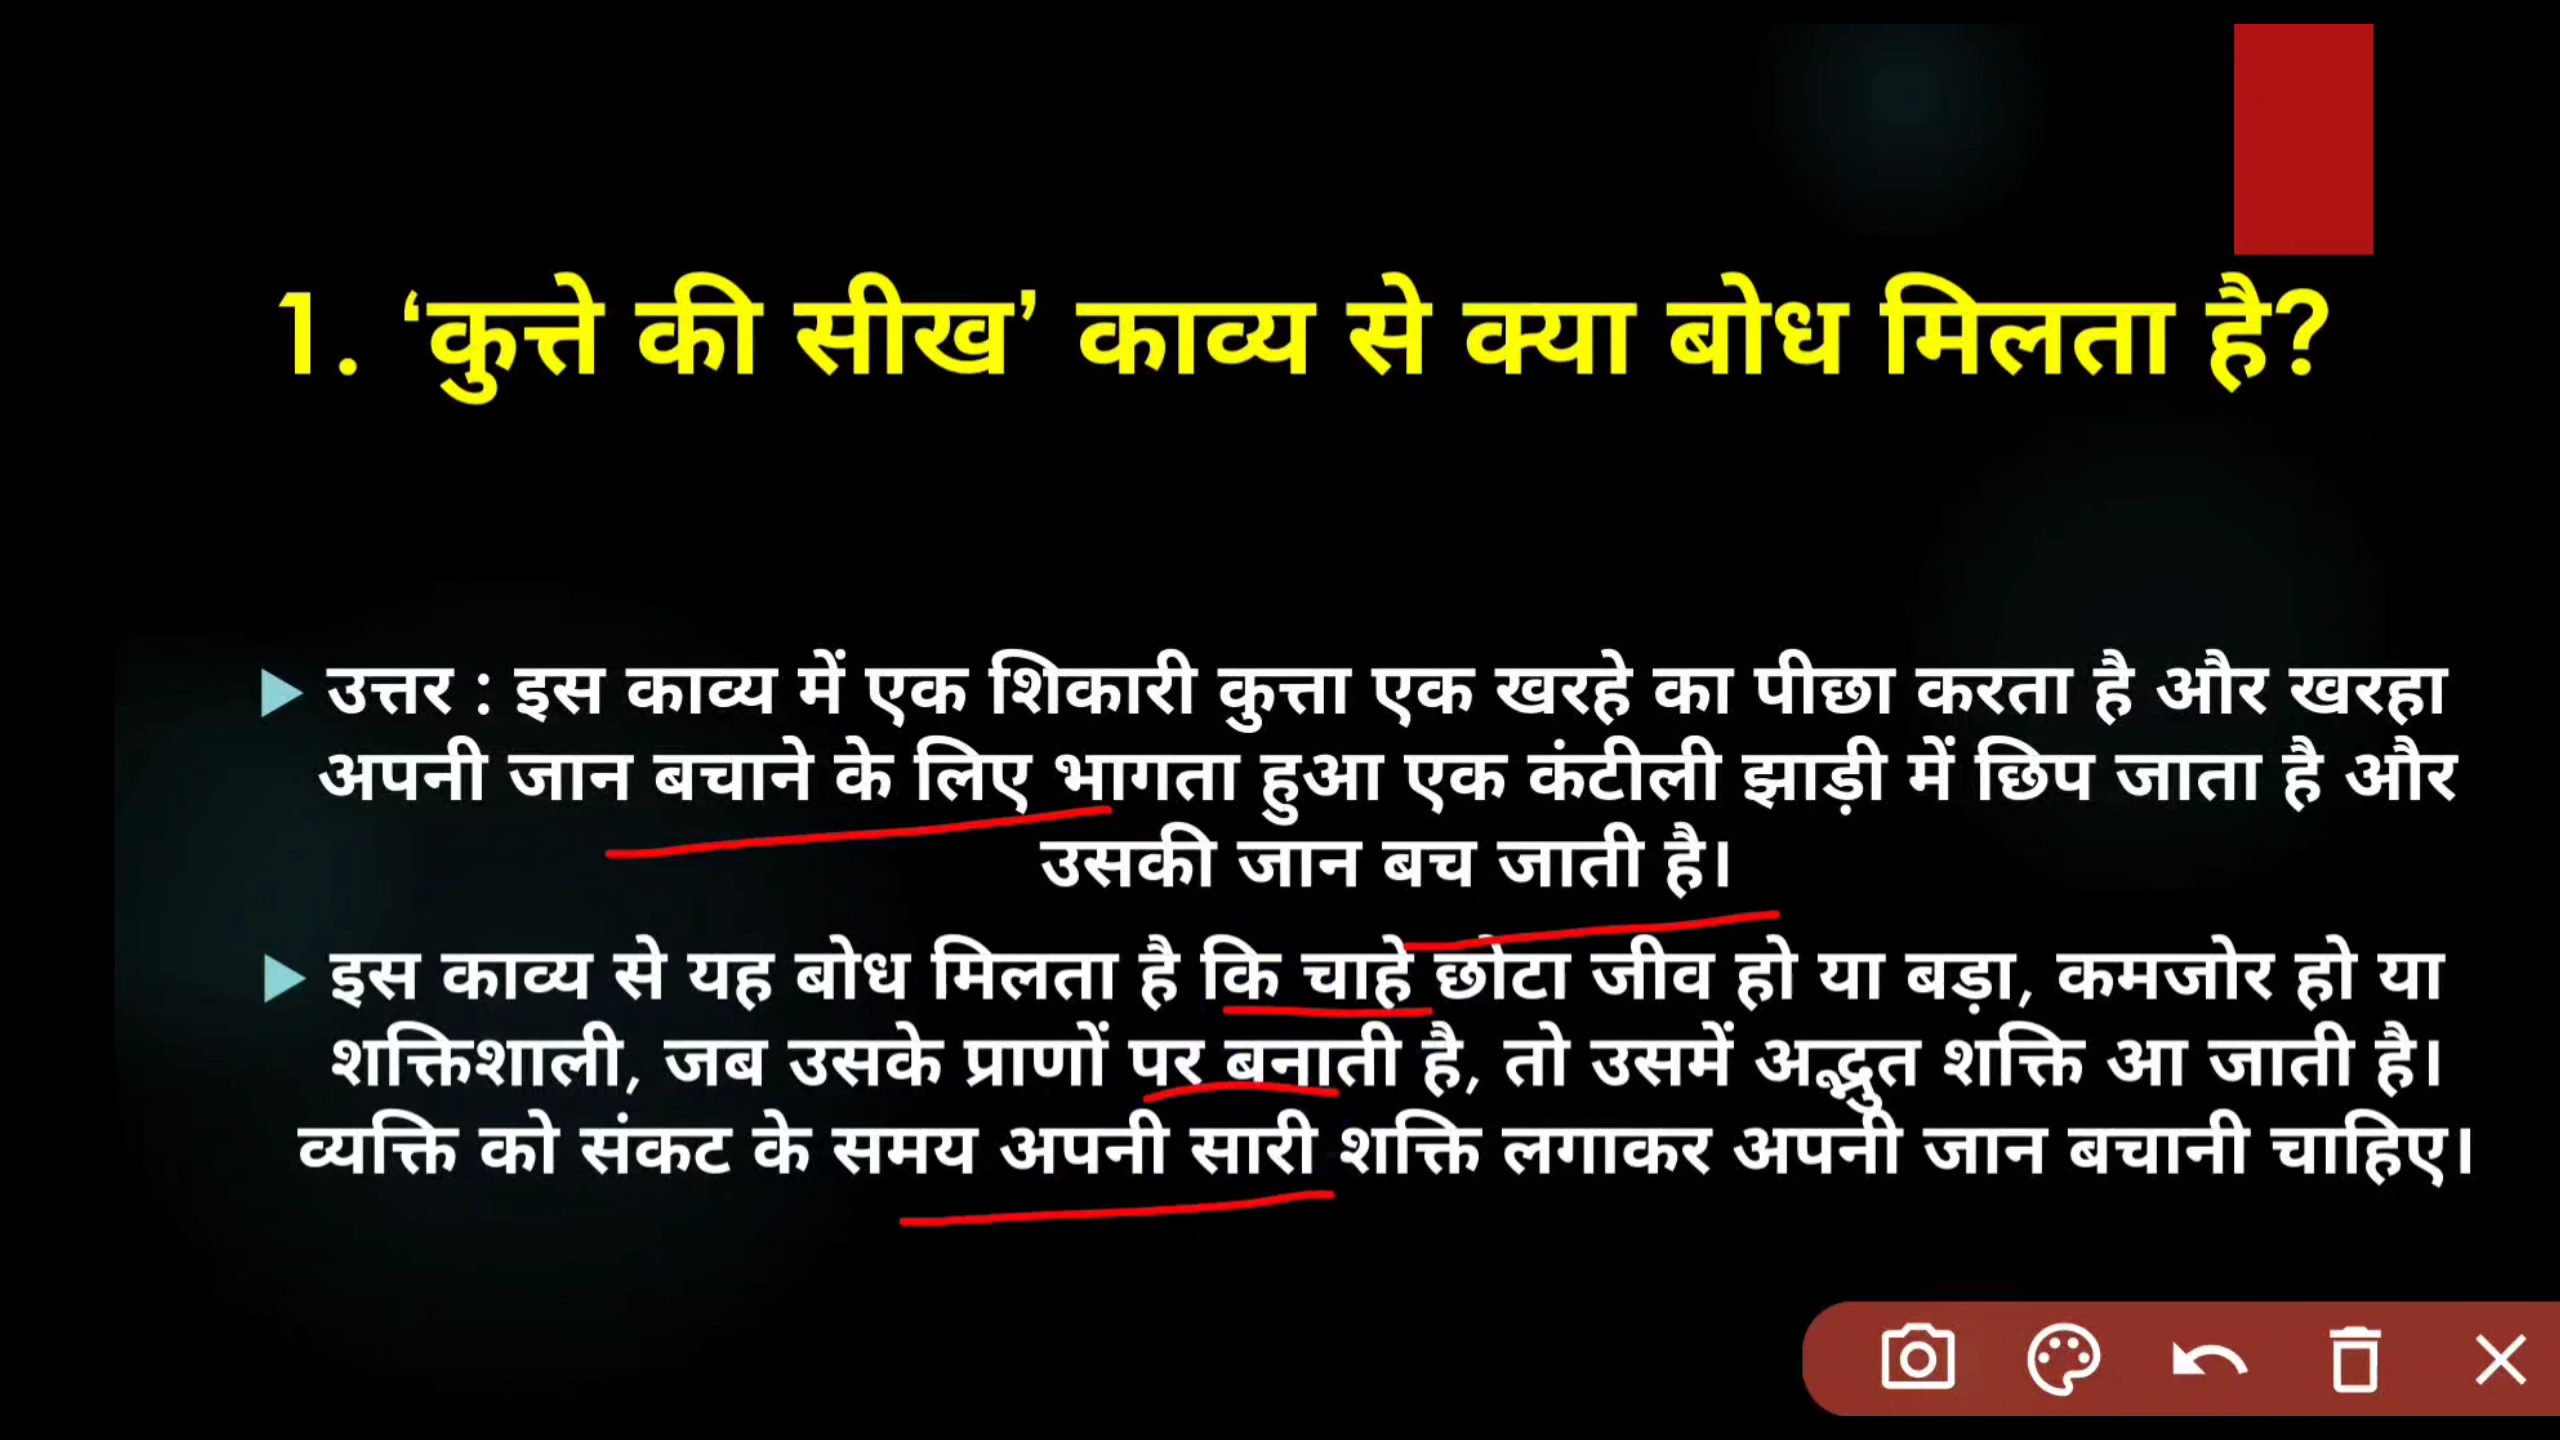 1. ‘कुत्ते की सीख’ काव्य से क्या बोध मिलता है?
उत्तर : इस काव्य में एक शिकारी कुत्ता एक खरहे का पीछा करता है और खरहा
अपनी जान बचाने के लिए भागता हुआ एक कंटीली झाड़ी में छिप जाता है और
उसकी जान बच जाती है।
इस काव्य से यह बोध मिलता है कि चाहे छोटा जीव हो या बड़ा, कमजोर हो या
शक्तिशाली, जब उसके प्राणों पर बनाती है, तो उसमें अद्भुत शक्ति आ जाती है।
व्यक्ति को संकट के समय अपनी सारी शक्ति लगाकर अपनी जान बचानी चाहिए।